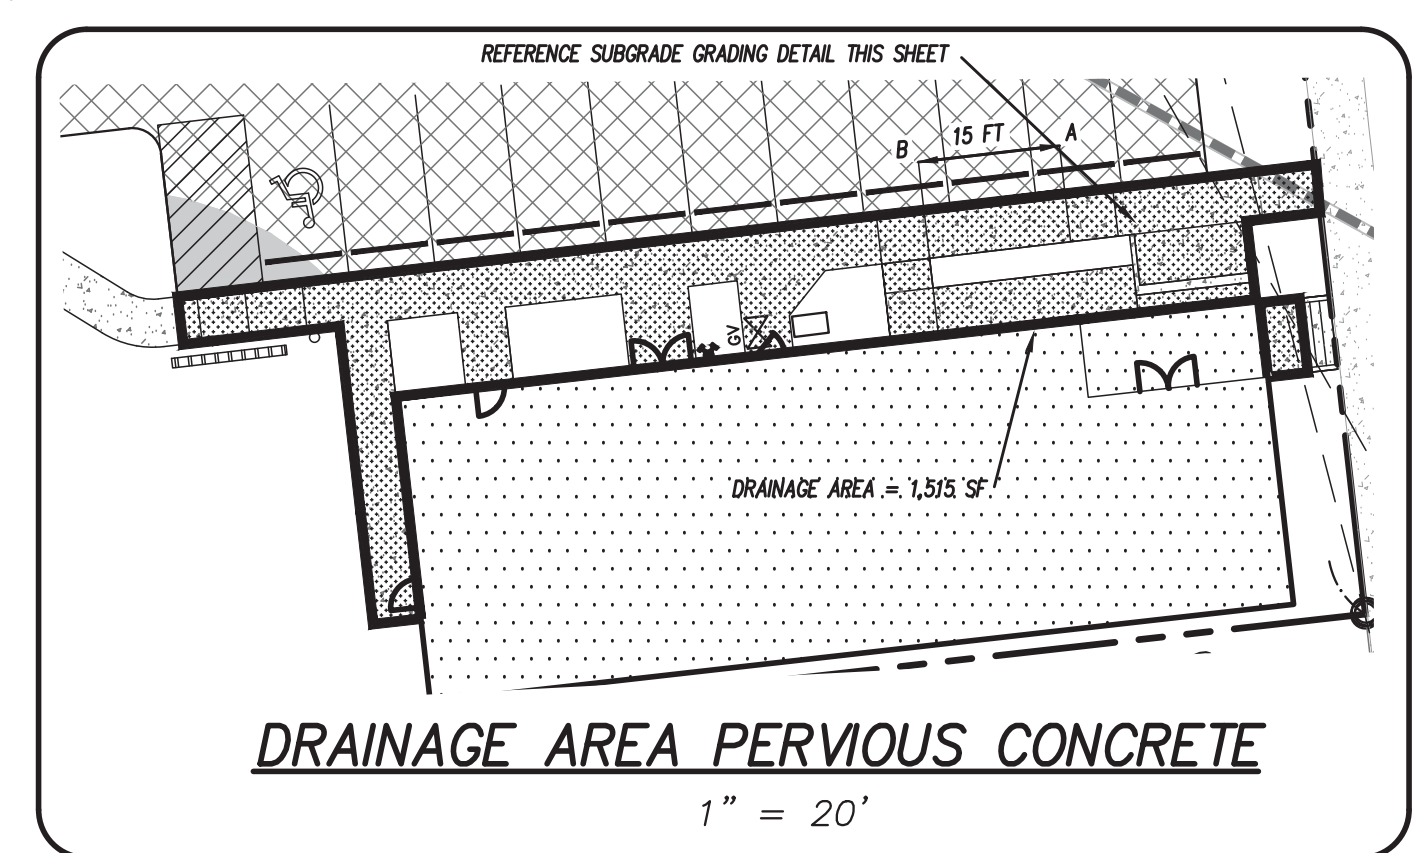 REFERENCE SUBGRADE GRADING DETAIL THIS SHEET
B 15 FT A
GV
DRAINAGE AREA = 1,515 SF
DRAINAGE AREA PERVIOUS CONCRETE
1" = 20'